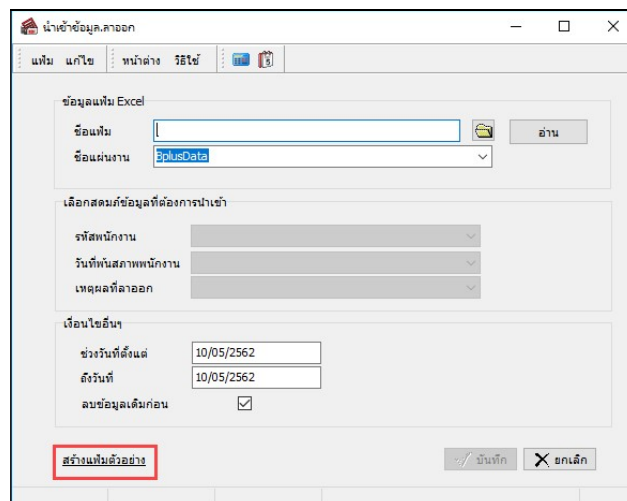 นำเข้าข้อมูล.ลาออก
แฟ้ม แก้ไข หน้าต่าง วิธีใช้
ข้อมูลแฟ้ม Excel
ชื่อแฟ้ม
อ่าน
ชื่อแผ่นงาน BplusData
เลือกสดมภ์ข้อมูลที่ต้องการนำเข้า
รหัสพนักงาน
วันที่พ้นสภาพพนักงาน
เหตุผลที่ลาออก
เงื่อนไขอื่นๆ
ช่วงวันที่ตั้งแต่ 10/05/2562
ถึงวันที่ 10/05/2562
ลบข้อมูลเดิมก่อน
สร้างแฟ้มตัวอย่าง บันทึก ยกเลิก